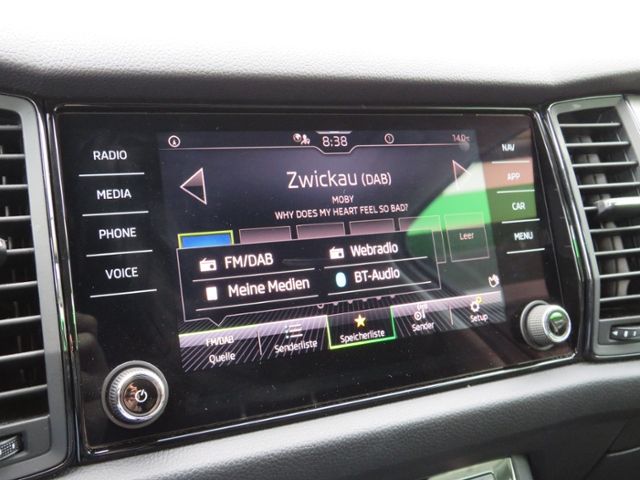 RADIO
MEDIA
PHONE
VOICE
8:38
14.0
Zwickau (DAB)
MOBY
WHY DOES MY HEART FEEL SO BAD?
Leer
FM/DAB
Webradio
Meine Medien
BT-Audio
FM/DAB
Quelle
Senderliste
Speicherliste
Sender
Setup
NAV
APP
CAR
MENU